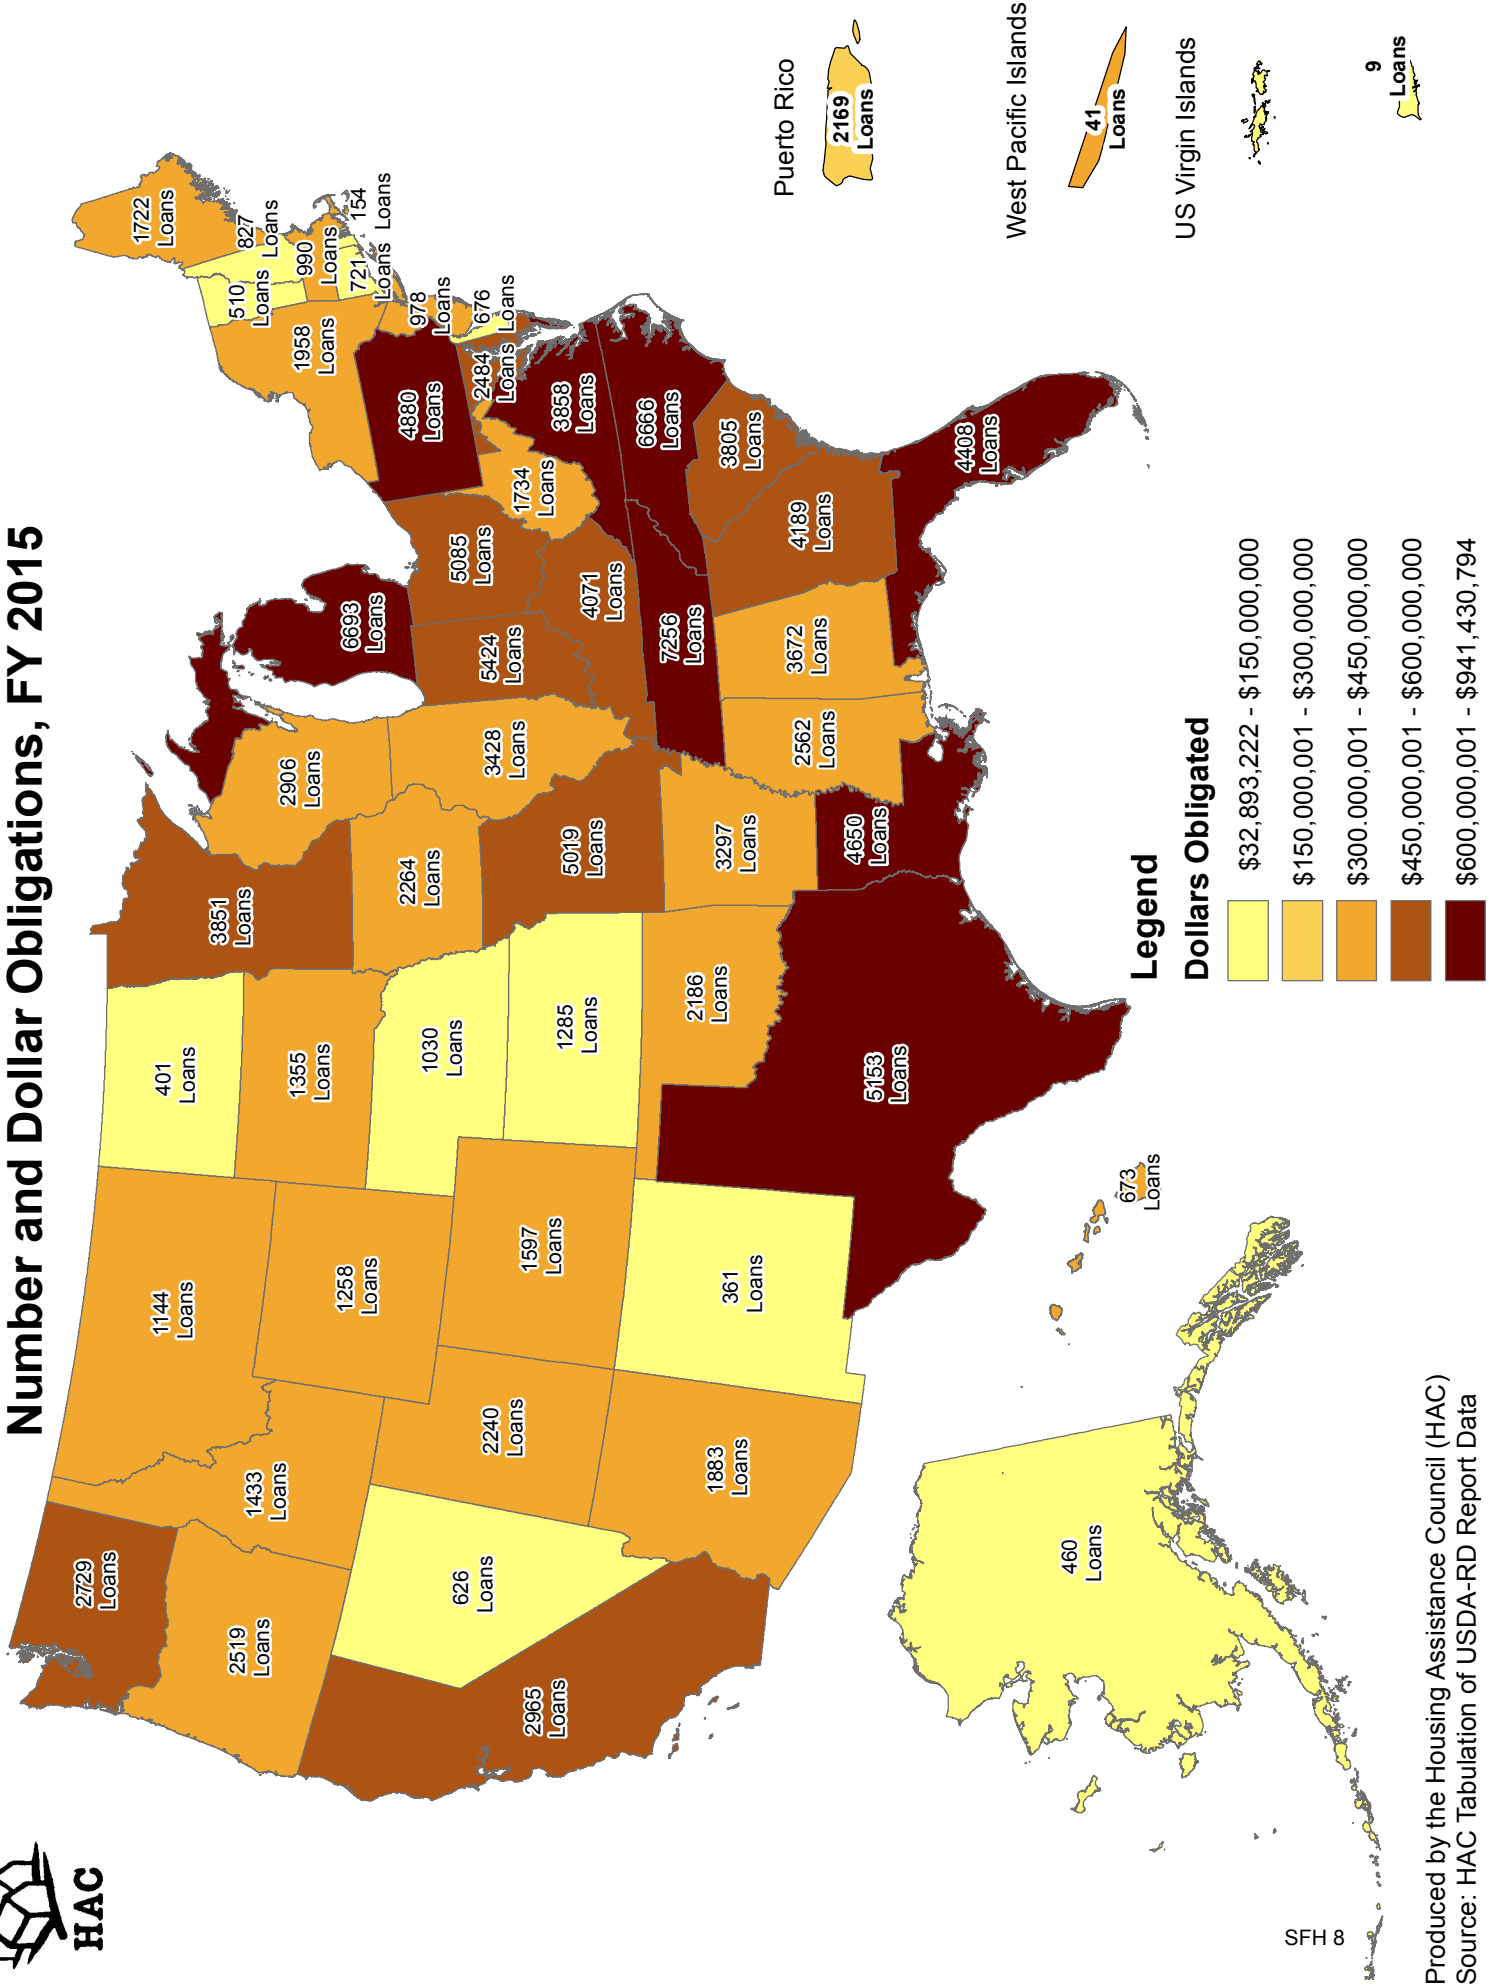 Number and Dollar Obligations, FY 2015
HAC
2729
Loans
2519
Loans
2965
Loans
626
Loans
1433
Loans
1144
Loans
1258
Loans
2240
Loans
1883
Loans
1597
Loans
361
Loans
401
Loans
1355
Loans
1030
Loans
1285
Loans
2186
Loans
5153
Loans
3851
Loans
2264
Loans
5019
Loans
3297
Loans
4650
Loans
2906
Loans
3428
Loans
6693
Loans
5424
Loans
5085
Loans
4071
Loans
7256
Loans
2562
Loans
3672
Loans
4189
Loans
4408
Loans
3805
Loans
6666
Loans
3858
Loans
1734
Loans
4880
Loans
2484
Loans
676
Loans
978
Loans
1958
Loans
510
Loans
827
Loans
1722
Loans
990
Loans
721
Loans
154
Loans
460
Loans
673
Loans
Puerto Rico
2169
Loans
West Pacific Islands
41
Loans
US Virgin Islands
9
Loans
Legend
Dollars Obligated
$32,893,222 - $150,000,000
$150,000,001 - $300,000,000
$300.000,001 - $450,000,000
$450,000,001 - $600,000,000
$600,000,001 - $941,430,794
SFH 8
Produced by the Housing Assistance Council (HAC)
Source: HAC Tabulation of USDA-RD Report Data